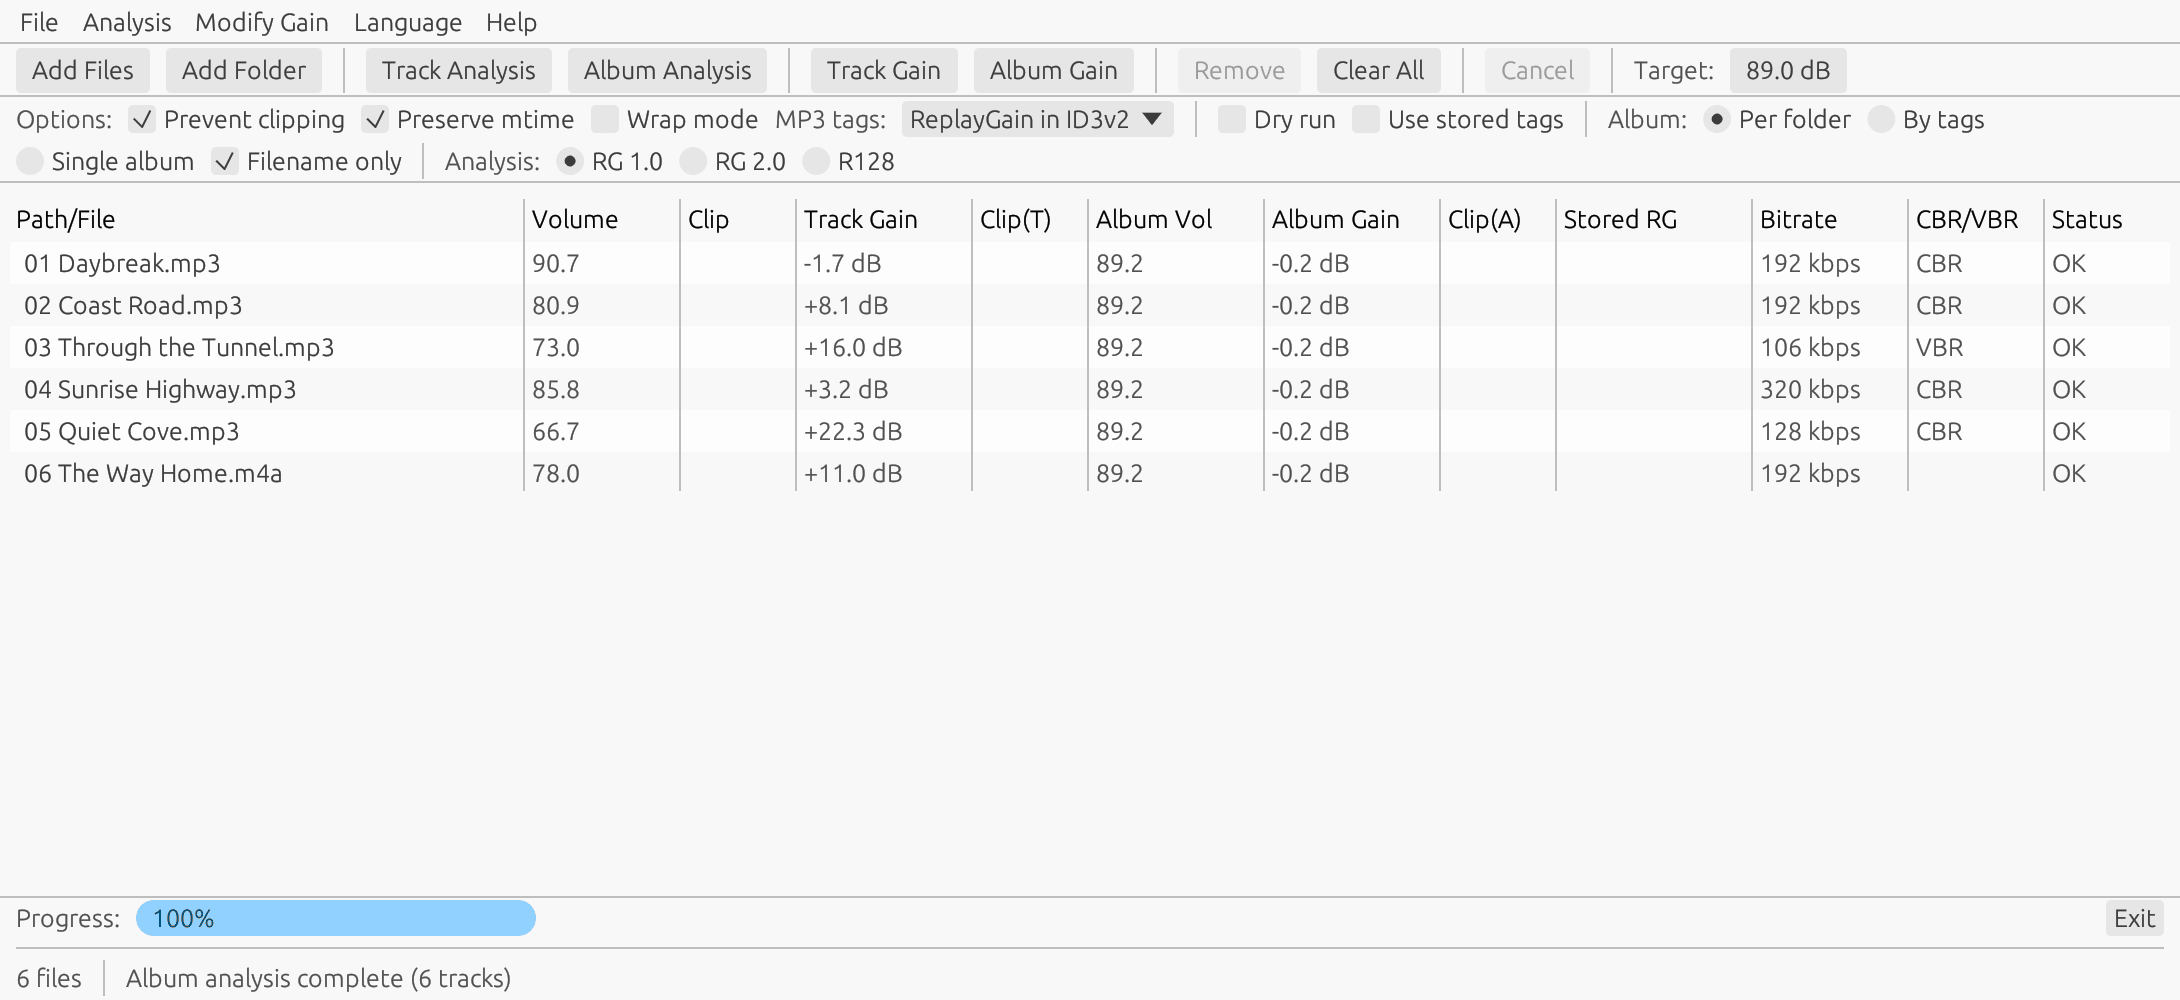 File Analysis Modify Gain Language Help
Add Files Add Folder Track Analysis Album Analysis Track Gain Album Gain Remove Clear All Cancel Target: 89.0 dB
Options: Prevent clipping Preserve mtime Wrap mode MP3 tags: ReplayGain in ID3v2 Dry run Use stored tags Album: Per folder By tags
Single album Filename only Analysis: RG 1.0 RG 2.0 R128
Path/File Volume Clip Track Gain Clip(T) Album Vol Album Gain Clip(A) Stored RG Bitrate CBR/VBR Status
01 Daybreak.mp3 90.7 -1.7 dB 89.2 -0.2 dB 192 kbps CBR OK
02 Coast Road.mp3 80.9 +8.1 dB 89.2 -0.2 dB 192 kbps CBR OK
03 Through the Tunnel.mp3 73.0 +16.0 dB 89.2 -0.2 dB 106 kbps VBR OK
04 Sunrise Highway.mp3 85.8 +3.2 dB 89.2 -0.2 dB 320 kbps CBR OK
05 Quiet Cove.mp3 66.7 +22.3 dB 89.2 -0.2 dB 128 kbps CBR OK
06 The Way Home.m4a 78.0 +11.0 dB 89.2 -0.2 dB 192 kbps OK
Progress: 100% Exit
6 files Album analysis complete (6 tracks)